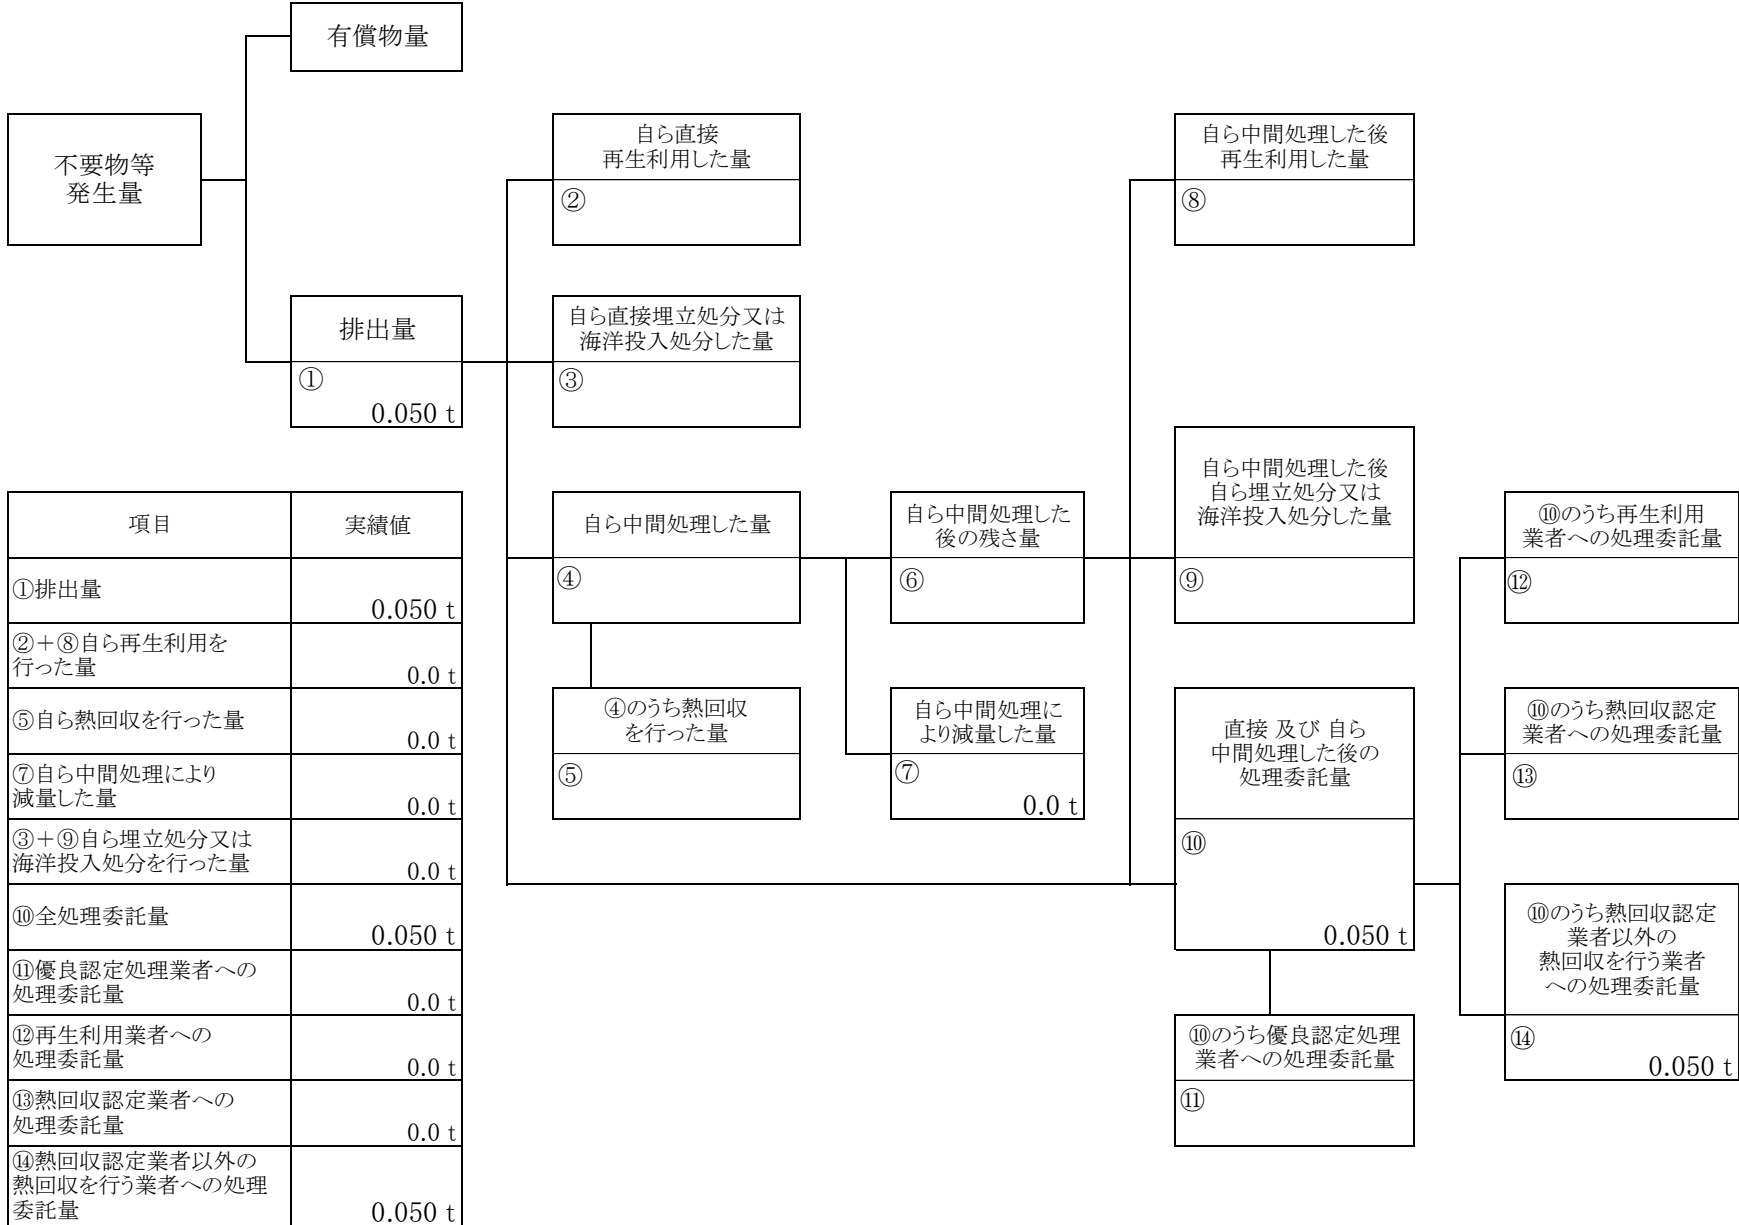 有償物量
不要物等
発生量
自ら直接
再生利用した量
②
自ら中間処理した後
再生利用した量
⑧
排出量
①
0.050 t
自ら直接埋立処分又は
海洋投入処分した量
③
自ら中間処理した量
④
自ら中間処理した
後の残さ量
⑥
自ら中間処理した後
自ら埋立処分又は
海洋投入処分した量
⑨
⑩のうち再生利用
業者への処理委託量
⑫
④のうち熱回収
を行った量
⑤
自ら中間処理に
より減量した量
⑦
0.0 t
直接 及び 自ら
中間処理した後の
処理委託量
⑩
0.050 t
⑩のうち熱回収認定
業者への処理委託量
⑬
⑩のうち熱回収認定
業者以外の
熱回収を行う業者
への処理委託量
⑭
0.050 t
⑩のうち優良認定処理
業者への処理委託量
⑪
項目 実績値
①排出量
0.050 t
②＋⑧自ら再生利用を
行った量
0.0 t
⑤自ら熱回収を行った量
0.0 t
⑦自ら中間処理により
減量した量
0.0 t
③＋⑨自ら埋立処分又は
海洋投入処分を行った量
0.0 t
⑩全処理委託量
0.050 t
⑪優良認定処理業者への
処理委託量
0.0 t
⑫再生利用業者への
処理委託量
0.0 t
⑬熱回収認定業者への
処理委託量
0.0 t
⑭熱回収認定業者以外の
熱回収を行う業者への処理
委託量
0.050 t